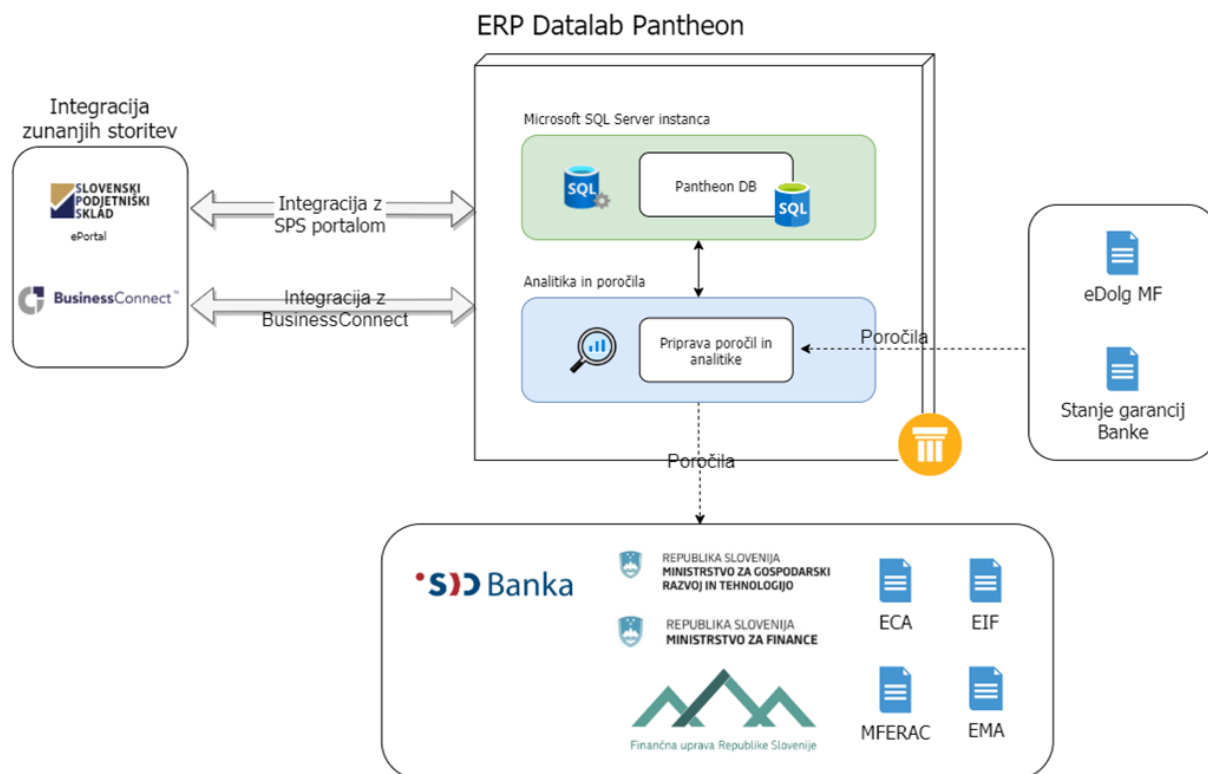 ERP Datalab Pantheon
Integracija
zunanjih storitev
SLOVENSKI
PODJETNIŠKI
SKLAD
ePortal
BusinessConnect™
Integracija z
SPS portalom
Integracija z
BusinessConnect
Microsoft SQL Server instanca
SQL
Pantheon DB
SQL
Analitika in poročila
Priprava poročil in
analitike
Poročila
eDolg MF
Stanje garancij
Banke
Poročila
SID Banka
REPUBLIKA SLOVENIJA
MINISTRSTVO ZA GOSPODARSKI
RAZVOJ IN TEHNOLOGIJO
REPUBLIKA SLOVENIJA
MINISTRSTVO ZA FINANCE
Finančna uprava Republike Slovenije
ECA
EIF
MFERAC
EMA